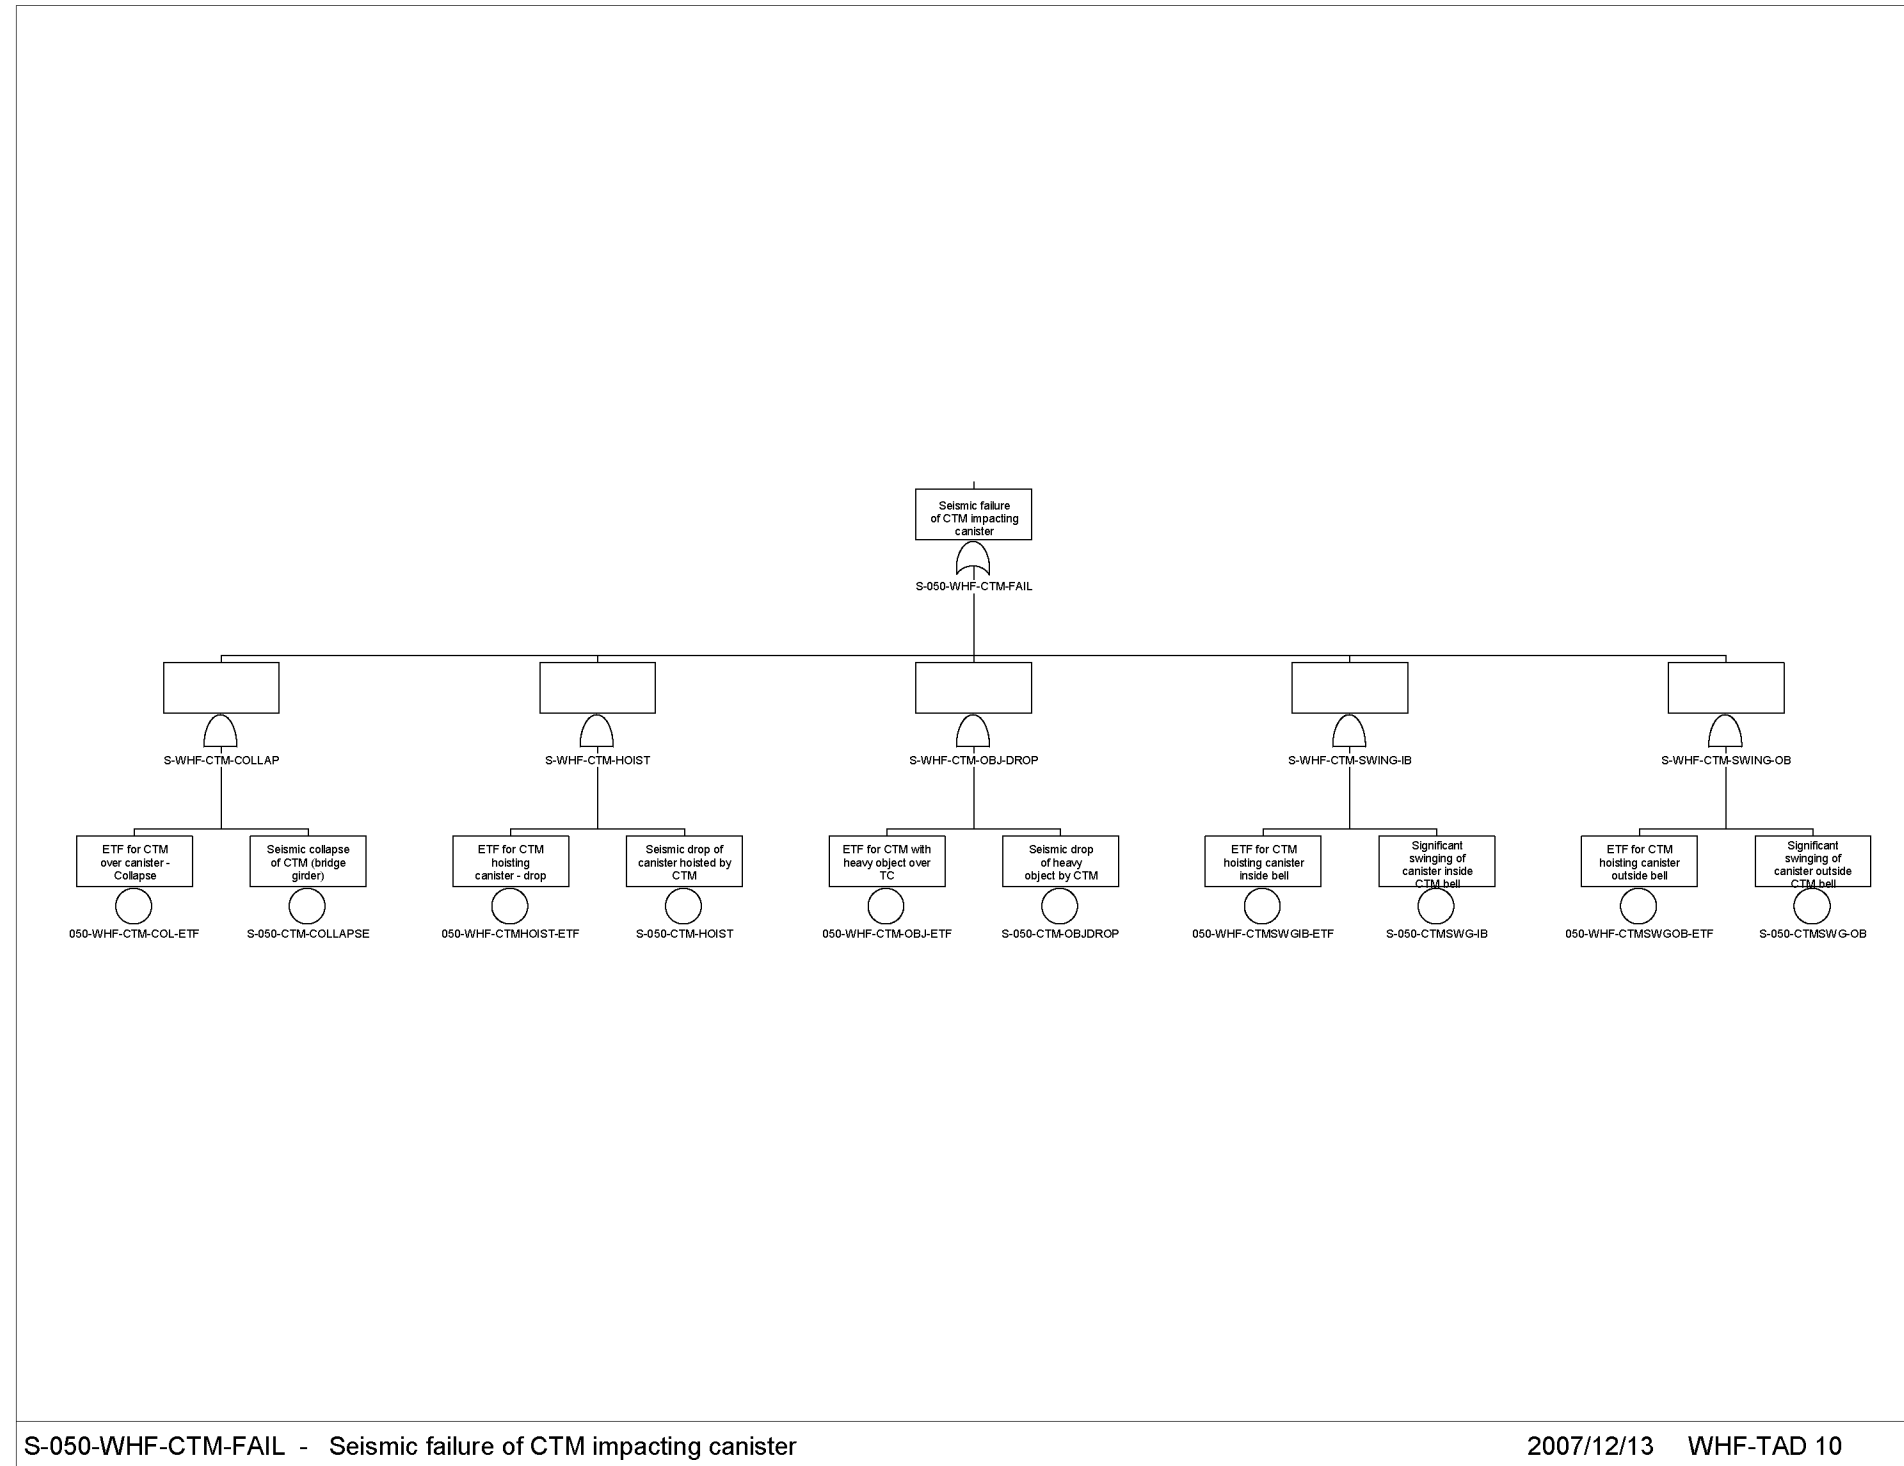 Seismic failure
of CTM impacting
canister
S-050-WHF-CTM-FAIL
S-WHF-CTM-COLLAP
S-WHF-CTM-HOIST
S-WHF-CTM-OBJ-DROP
S-WHF-CTM-SWING-IB
S-WHF-CTM-SWING-OB
ETF for CTM
over canister -
Collapse
050-WHF-CTM-COL-ETF
Seismic collapse
of CTM (bridge
girder)
S-050-CTM-COLLAPSE
ETF for CTM
hoisting
canister - drop
050-WHF-CTMHOIST-ETF
Seismic drop of
canister hoisted by
CTM
S-050-CTM-HOIST
ETF for CTM with
heavy object over
TC
050-WHF-CTM-OBJ-ETF
Seismic drop
of heavy
object by CTM
S-050-CTM-OBJDROP
ETF for CTM
hoisting canister
inside bell
050-WHF-CTMSWGIB-ETF
Significant
swinging of
canister inside
CTM bell
S-050-CTMSWG-IB
ETF for CTM
hoisting canister
outside bell
050-WHF-CTMSWGOB-ETF
Significant
swinging of
canister outside
CTM bell
S-050-CTMSWG-OB
S-050-WHF-CTM-FAIL - Seismic failure of CTM impacting canister
2007/12/13 WHF-TAD 10